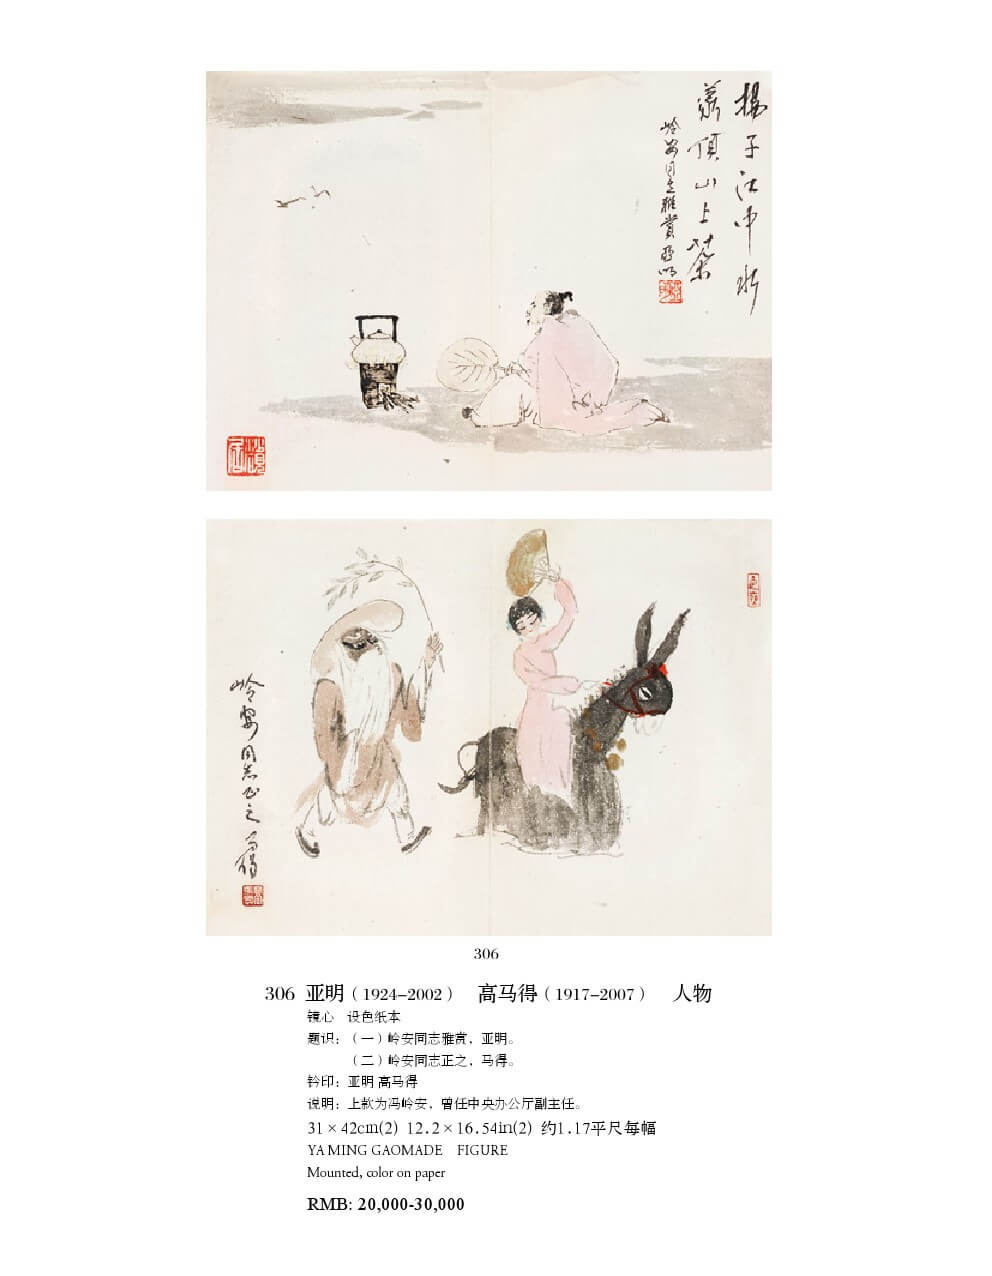 揚子江中水
蒙頂山上茶
岭安同志雅赏 亚明
岭安同志正之 马得
306
306 亚明（1924–2002） 高马得（1917–2007） 人物
镜心 设色纸本
题识：（一）岭安同志雅赏，亚明。
（二）岭安同志正之，马得。
钤印：亚明 高马得
说明：上款为冯岭安，曾任中央办公厅副主任。
31×42cm(2) 12.2×16.54in(2) 约1.17平尺每幅
YA MING GAOMADE FIGURE
Mounted, color on paper
RMB: 20,000-30,000